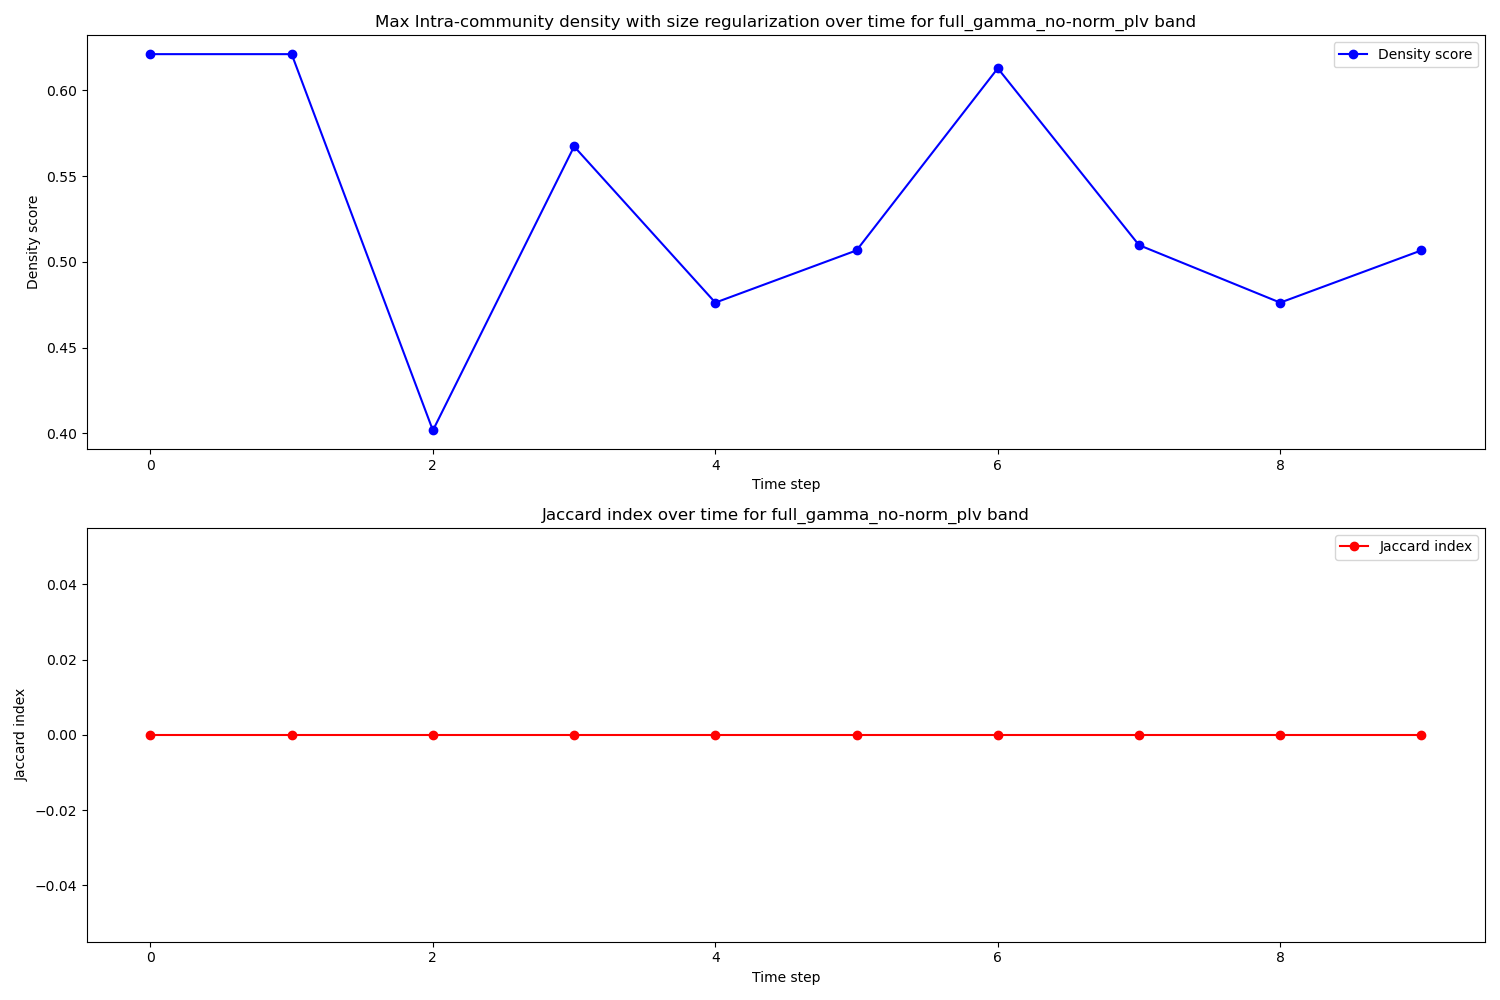 Max Intra-community density with size regularization over time for full_gamma_no-norm_plv band
Density score
0.60
0.55
0.50
0.45
0.40
Density score
0 2 4 6 8
Time step
Jaccard index over time for full_gamma_no-norm_plv band
Jaccard index
0.04
0.02
0.00
−0.02
−0.04
Jaccard index
0 2 4 6 8
Time step